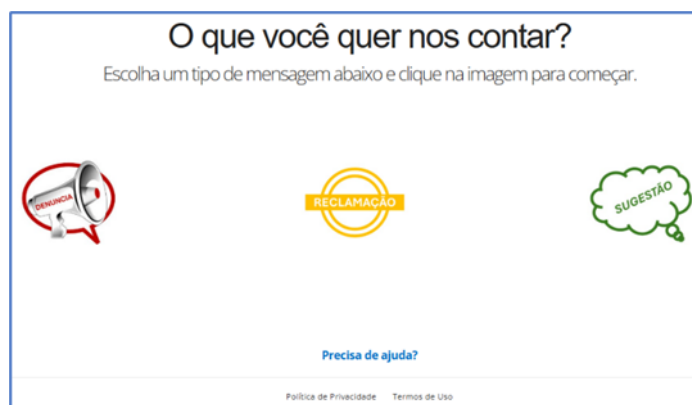 O que você quer nos contar?
Escolha um tipo de mensagem abaixo e clique na imagem para começar.
DENUNCIA
RECLAMAÇÃO
SUGESTÃO
Precisa de ajuda?
Política de Privacidade Termos de Uso